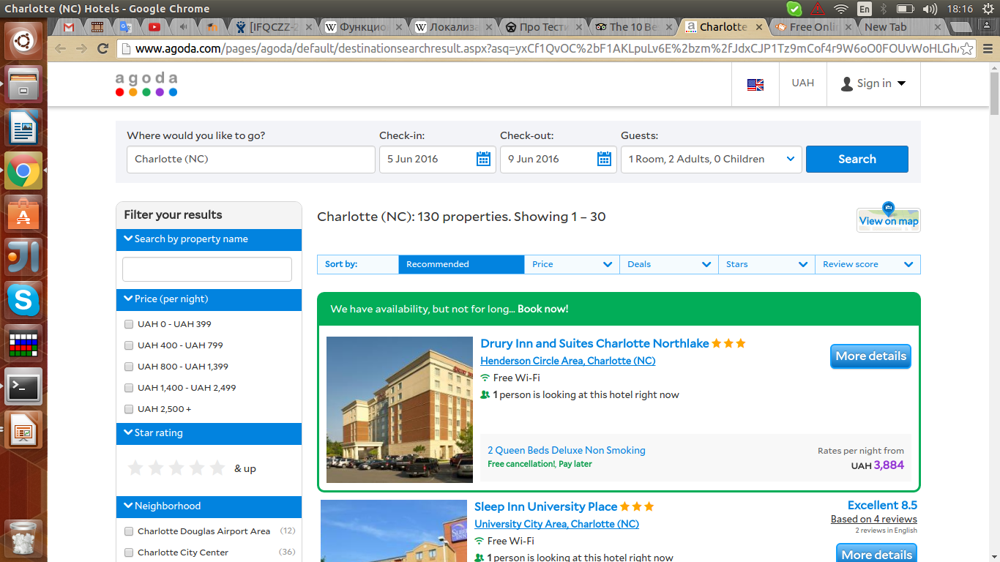 Charlotte (NC) Hotels - Google Chrome
En
18:16
[IFQCZZ-2
Функцио
Локализа
Про Тести
The 10 Be
Charlotte
Free Onli
New Tab
www.agoda.com/pages/agoda/default/destinationsearchresult.aspx?asq=yxCf1QvOC%2bF1AKLpuLv6E%2bzm%2fJdxCJP1Tz9mCof4r9W6oO0FOUvWoHLGhA
agoda
UAH
Sign in
Where would you like to go?
Check-in:
Check-out:
Guests:
Charlotte (NC)
5 Jun 2016
9 Jun 2016
1 Room, 2 Adults, 0 Children
Search
Filter your results
Search by property name
Price (per night)
UAH 0 - UAH 399
UAH 400 - UAH 799
UAH 800 - UAH 1,399
UAH 1,400 - UAH 2,499
UAH 2,500 +
Star rating
& up
Neighborhood
Charlotte Douglas Airport Area (12)
Charlotte City Center (36)
Charlotte (NC): 130 properties. Showing 1 – 30
View on map
Sort by:
Recommended
Price
Deals
Stars
Review score
We have availability, but not for long... Book now!
Drury Inn and Suites Charlotte Northlake
More details
Henderson Circle Area, Charlotte (NC)
Free Wi-Fi
1 person is looking at this hotel right now
2 Queen Beds Deluxe Non Smoking
Rates per night from
Free cancellation!, Pay later
UAH 3,884
Sleep Inn University Place
Excellent 8.5
University City Area, Charlotte (NC)
Based on 4 reviews
2 reviews in English
Free Wi-Fi
More details
1 person is looking at this hotel right now